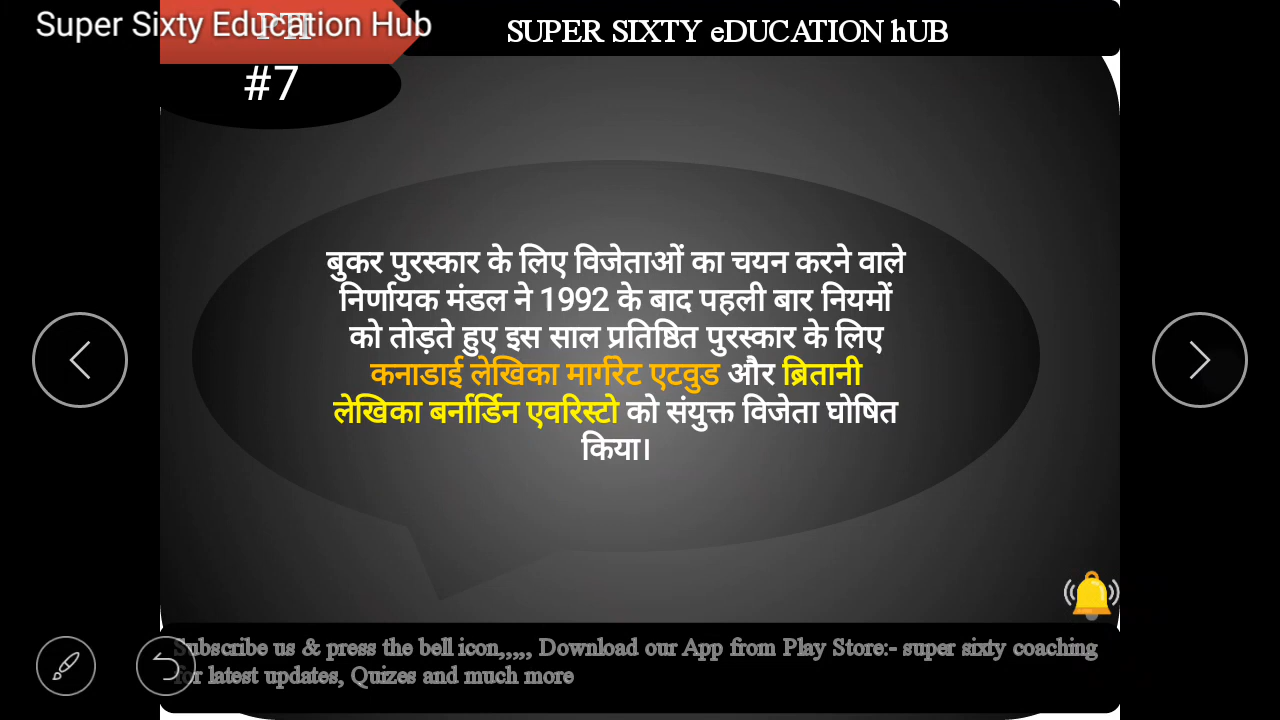 Super Sixty Education Hub
SUPER SIXTY eDUCATION hUB
#7
बुकर पुरस्कार के लिए विजेताओं का चयन करने वाले
निर्णायक मंडल ने 1992 के बाद पहली बार नियमों
को तोड़ते हुए इस साल प्रतिष्ठित पुरस्कार के लिए
कनाडाई लेखिका मार्गरेट एटवुड और ब्रितानी
लेखिका बर्नार्डिन एवरिस्टो को संयुक्त विजेता घोषित
किया।
Subscribe us & press the bell icon,,,,, Download our App from Play Store:- super sixty coaching
for latest updates, Quizes and much more